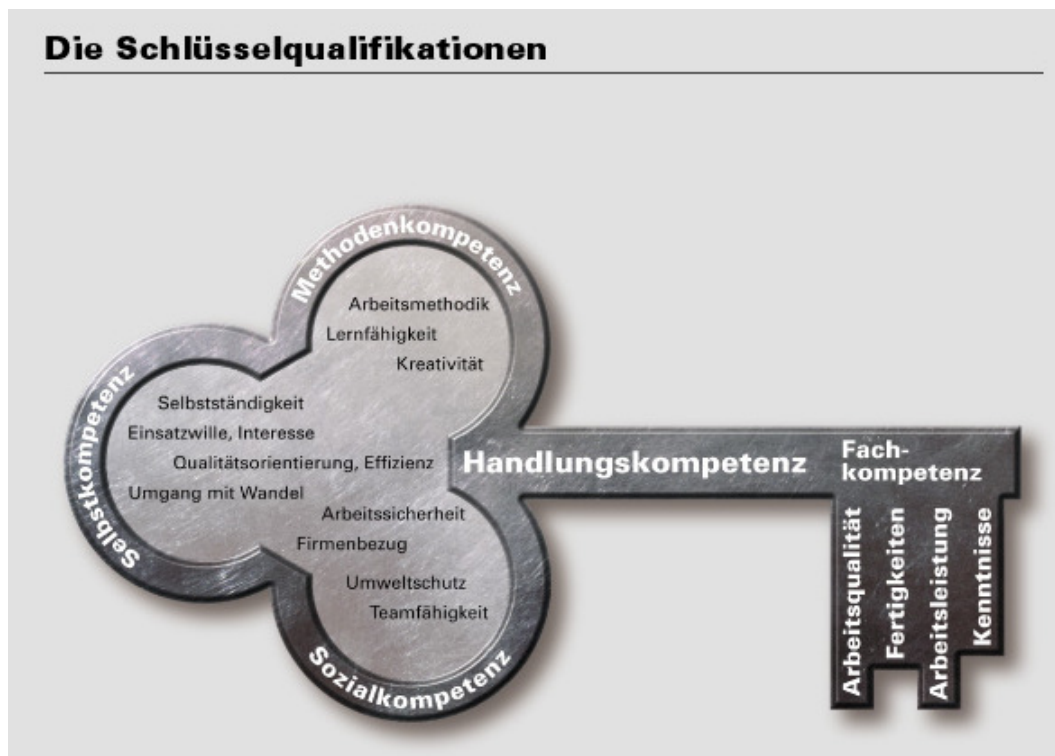 Die Schlüsselqualifikationen
Methodenkompetenz
Arbeitsmethodik
Lernfähigkeit
Kreativität
Selbstkompetenz
Selbstständigkeit
Einsatzwille, Interesse
Qualitätsorientierung, Effizienz
Umgang mit Wandel
Arbeitssicherheit
Firmenbezug
Umweltschutz
Teamfähigkeit
Sozialkompetenz
Handlungskompetenz
Fach-
kompetenz
Arbeitsqualität
Fertigkeiten
Arbeitsleistung
Kenntnisse